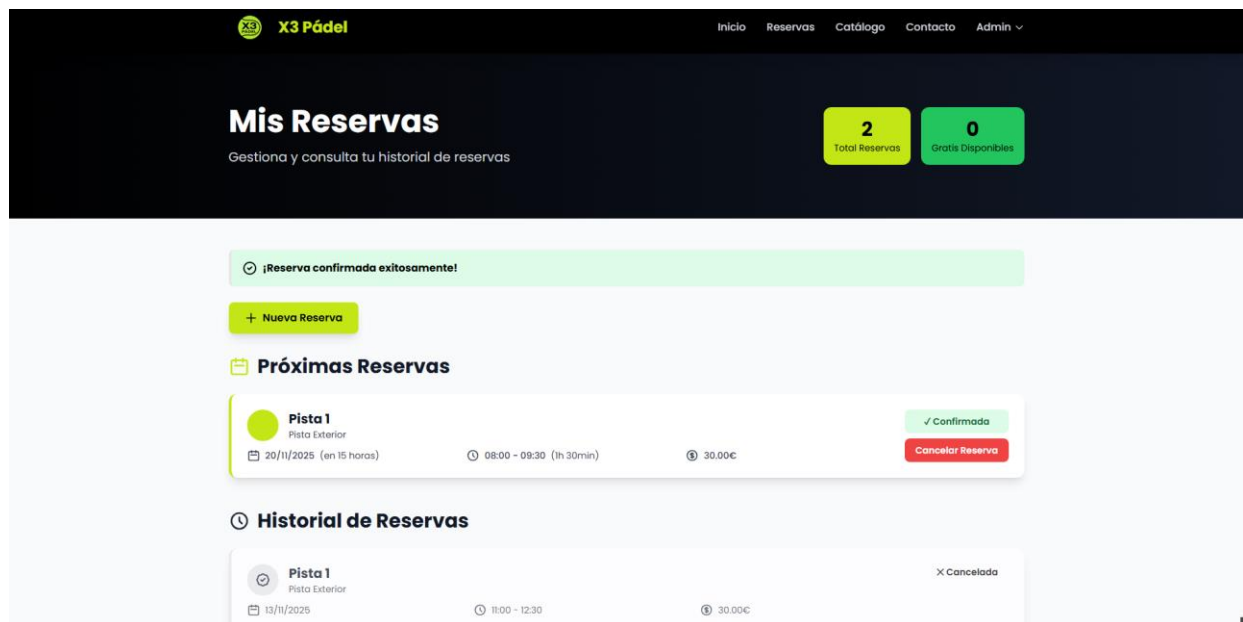 X3
PADEL
X3 Pádel
Inicio Reservas Catálogo Contacto Admin
Mis Reservas
Gestiona y consulta tu historial de reservas
2
Total Reservas
0
Gratis Disponibles
¡Reserva confirmada exitosamente!
+ Nueva Reserva
Próximas Reservas
Pista 1
Pista Exterior
20/11/2025 (en 15 horas) 08:00 - 09:30 (1h 30min) $ 30.00€
✓ Confirmada
Cancelar Reserva
Historial de Reservas
Pista 1
Pista Exterior
13/11/2025 11:00 - 12:30 $ 30.00€
✕ Cancelada